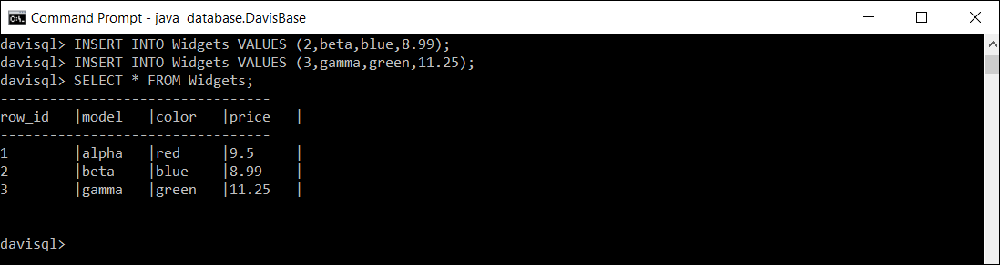 Command Prompt - java  database.DavisBase
davisql> INSERT INTO Widgets VALUES (2,beta,blue,8.99);
davisql> INSERT INTO Widgets VALUES (3,gamma,green,11.25);
davisql> SELECT * FROM Widgets;
---------------------------------
row_id   |model   |color   |price   |
---------------------------------
1        |alpha   |red     |9.5     |
2        |beta    |blue    |8.99    |
3        |gamma   |green   |11.25   |
davisql>